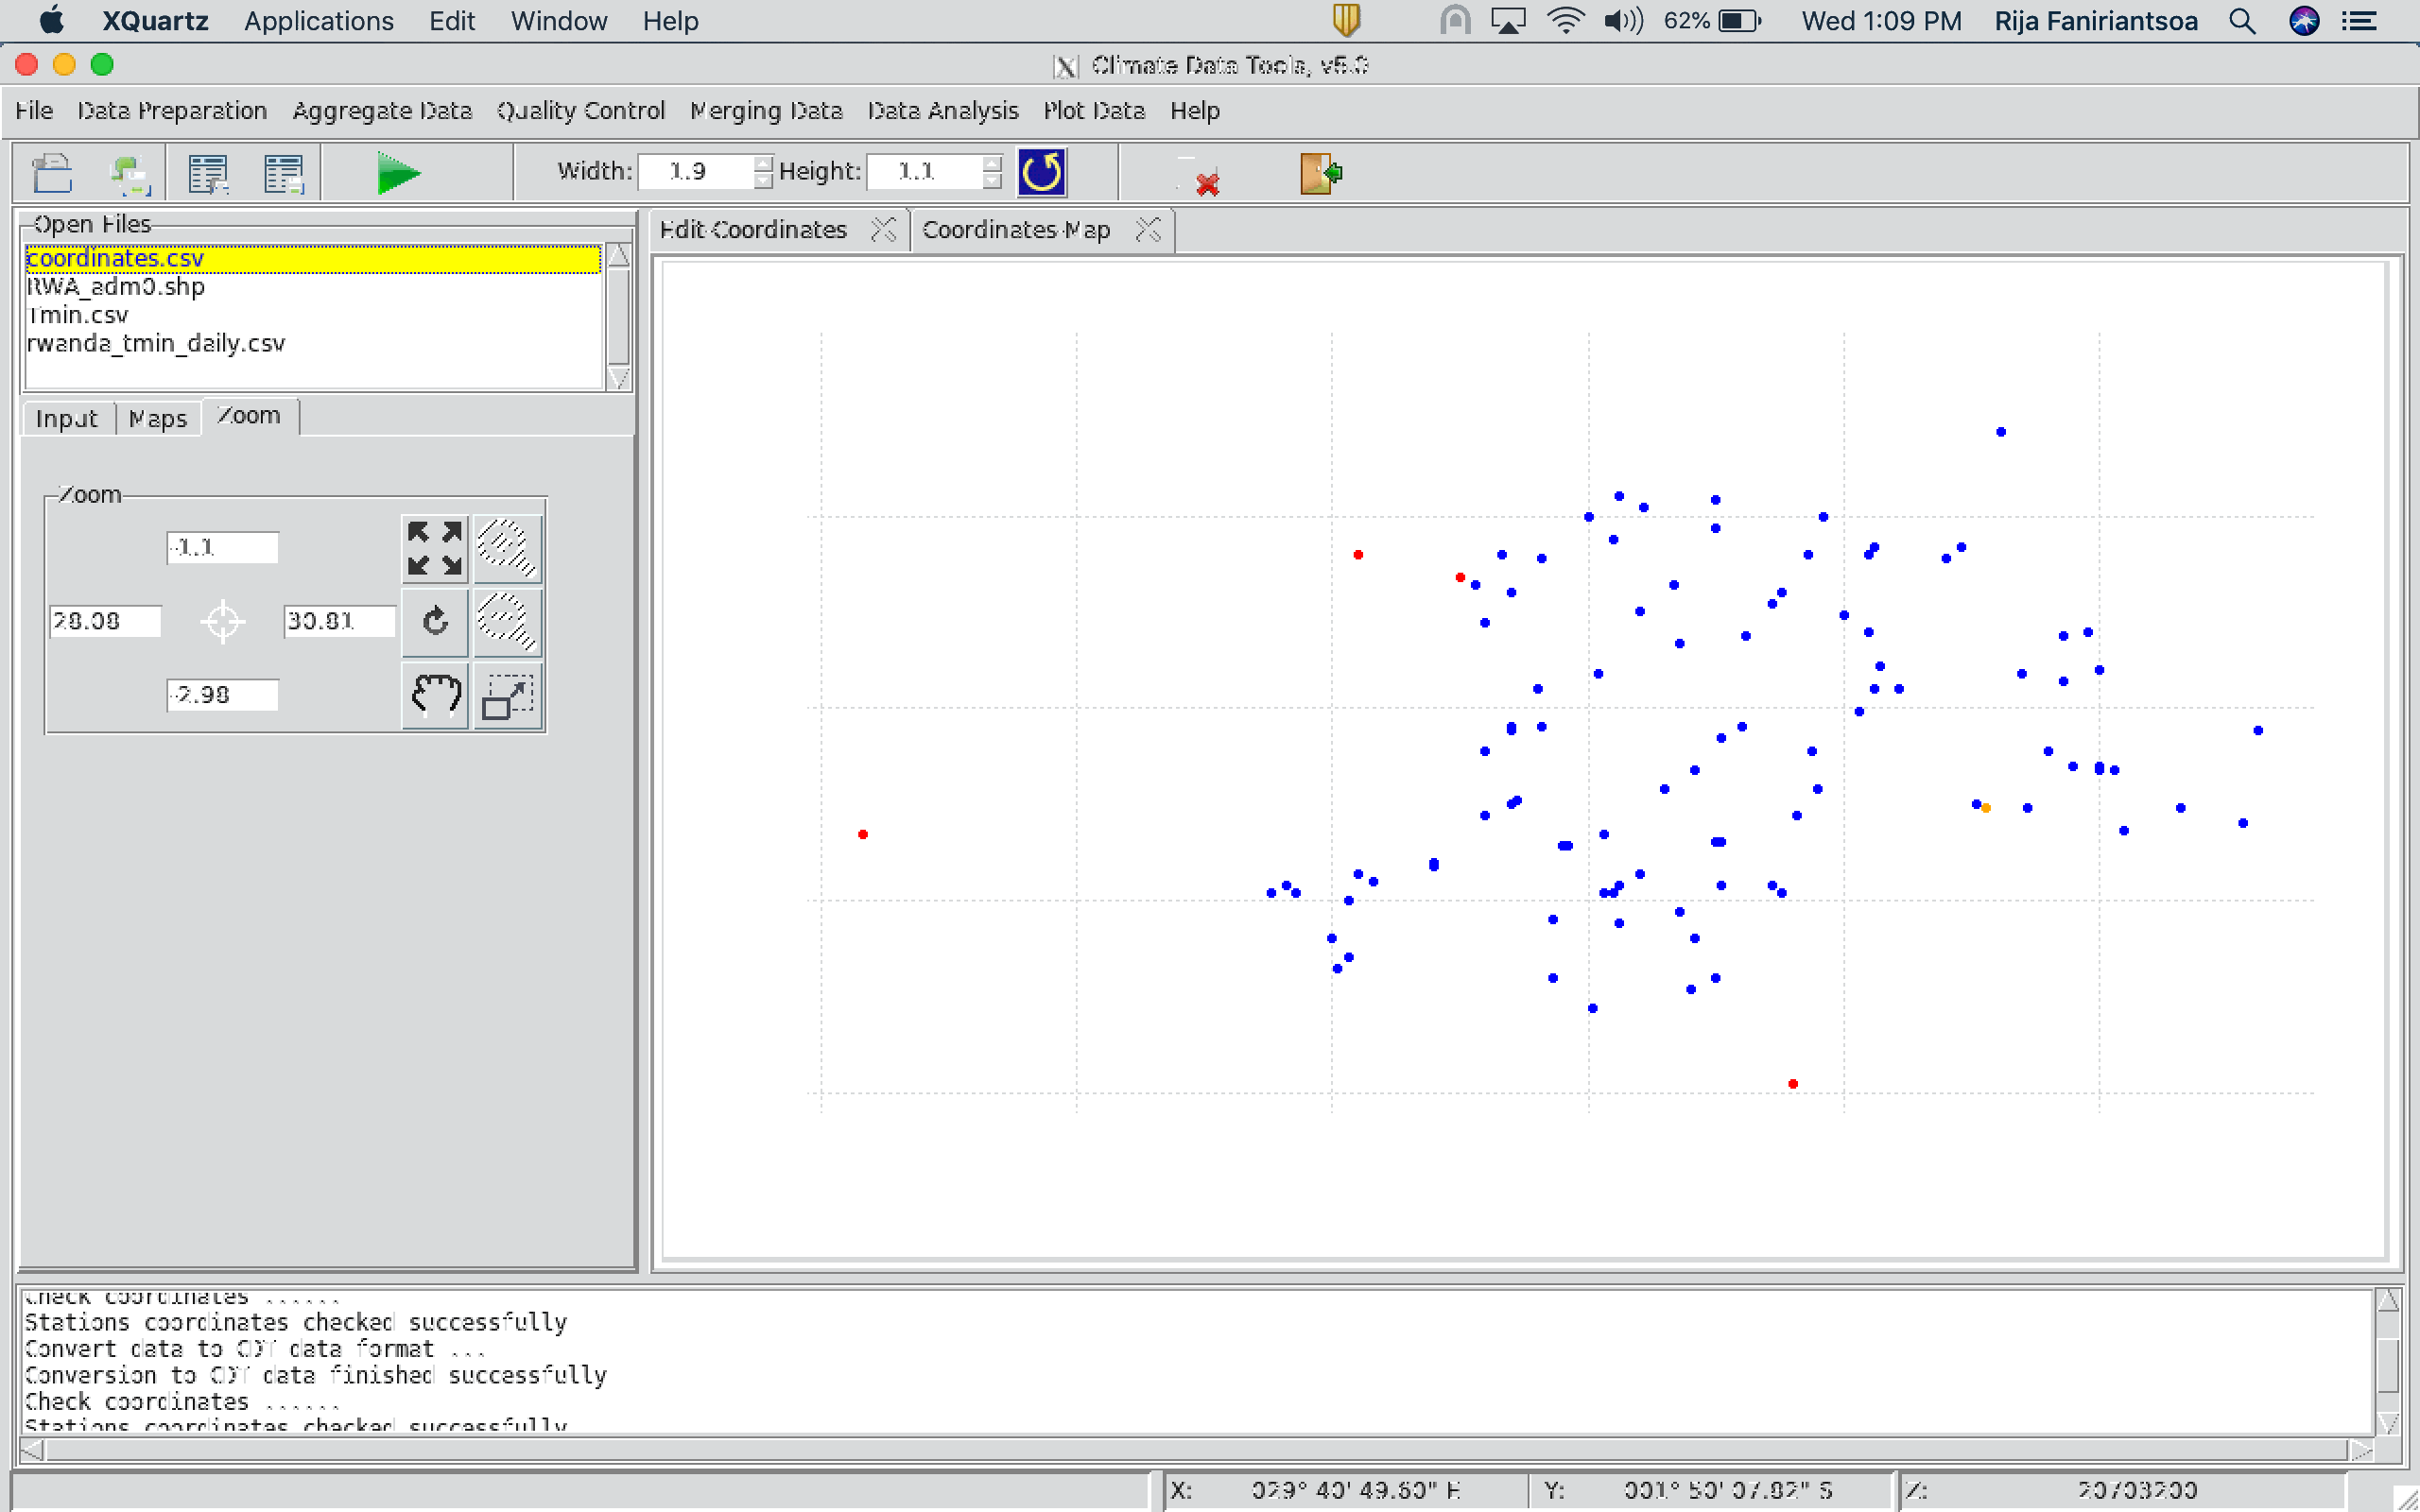 XQuartz Applications Edit Window Help 62% Wed 1:09 PM Rija Faniriantsoa
Climate Data Tools, v5.0
File Data Preparation Aggregate Data Quality Control Merging Data Data Analysis Plot Data Help
Width: 1.9 Height: 1.1
Open Files
coordinates.csv
RWA_adm0.shp
Tmin.csv
rwanda_tmin_daily.csv
Edit-Coordinates Coordinates-Map
Input Maps Zoom
Zoom
-1.1
28.08 30.81
-2.98
Check coordinates ......
Stations coordinates checked successfully
Convert data to CDT data format ...
Conversion to CDT data finished successfully
Check coordinates ......
Stations coordinates checked successfully
X: 029° 40' 49.60" E Y: 001° 50' 07.82" S Z: 20703200